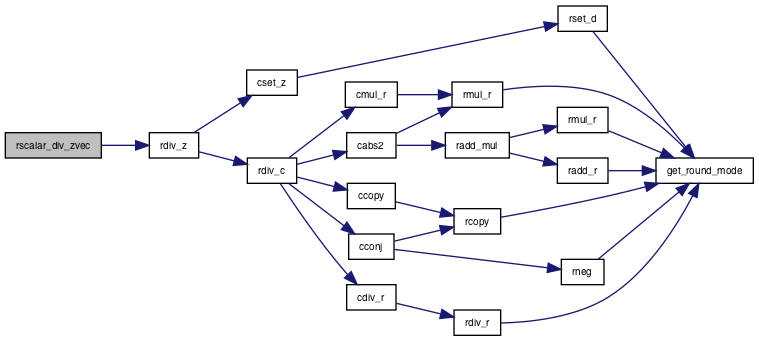 rscalar_div_zvec
rdiv_z
cset_z
rdiv_c
cmul_r
cabs2
ccopy
cconj
cdiv_r
rmul_r
radd_mul
rcopy
rdiv_r
rset_d
rmul_r
radd_r
rneg
get_round_mode